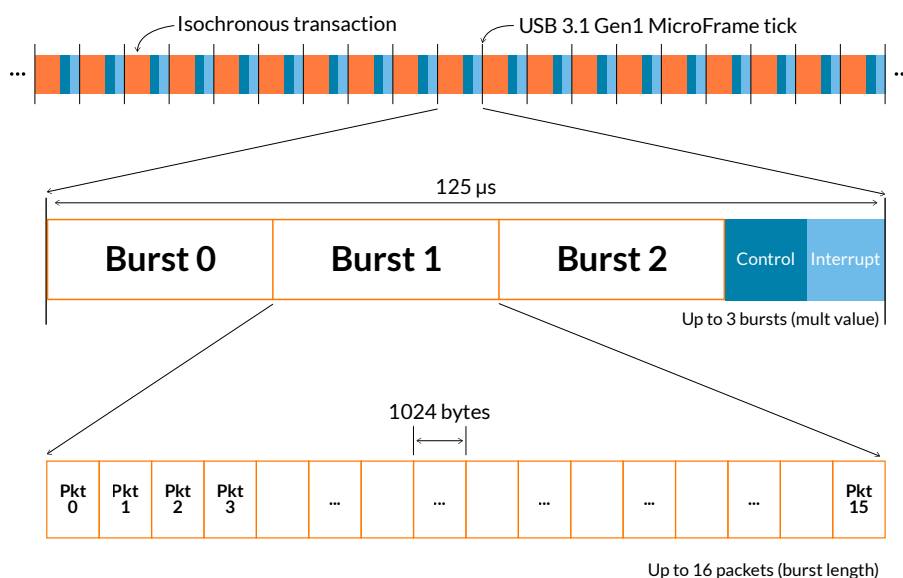 Isochronous transaction
USB 3.1 Gen1 MicroFrame tick
...
...
125 µs
Burst 0
Burst 1
Burst 2
Control
Interrupt
Up to 3 bursts (mult value)
1024 bytes
Pkt
0
Pkt
1
Pkt
2
Pkt
3
...
...
...
...
...
Pkt
15
Up to 16 packets (burst length)